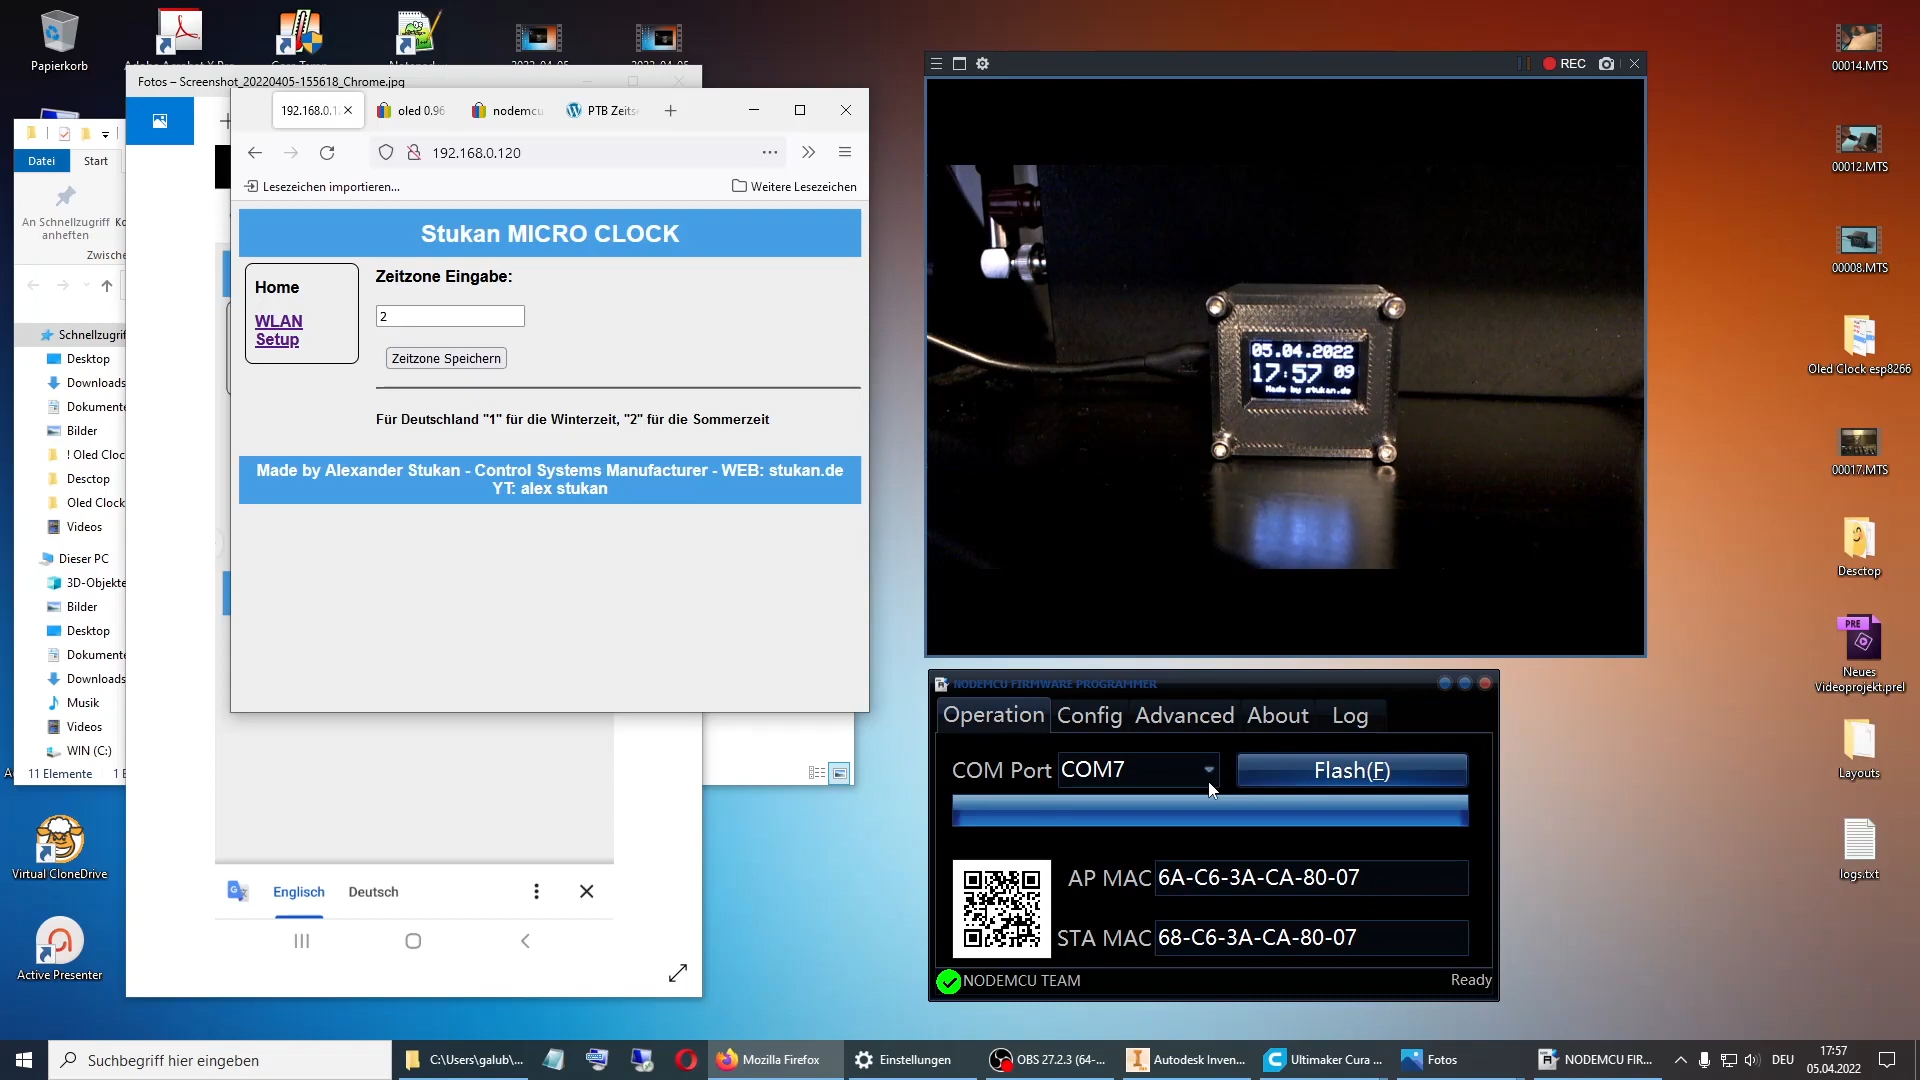 Papierkorb
Fotos – Screenshot_20220405-155618_Chrome.jpg
192.168.0.1
oled 0.96
nodemcu
PTB Zeits
192.168.0.120
Lesezeichen importieren...
Weitere Lesezeichen
Stukan MICRO CLOCK
Home
WLAN
Setup
Zeitzone Eingabe:
2
Zeitzone Speichern
Für Deutschland "1" für die Winterzeit, "2" für die Sommerzeit
Made by Alexander Stukan - Control Systems Manufacturer - WEB: stukan.de
YT: alex stukan
Datei
Start
An Schnellzugriff
anheften
Zwische
Schnellzugriff
Desktop
Downloads
Dokumente
Bilder
! Oled Cloc
Desctop
Oled Clock
Videos
Dieser PC
3D-Objekte
Bilder
Desktop
Dokumente
Downloads
Musik
Videos
WIN (C:)
11 Elemente
Virtual CloneDrive
Active Presenter
Englisch
Deutsch
REC
05.04.2022
17:57 09
Made by stukan.de
NODEMCU FIRMWARE PROGRAMMER
Operation
Config
Advanced
About
Log
COM Port
COM7
Flash(F)
AP MAC
6A-C6-3A-CA-80-07
STA MAC
68-C6-3A-CA-80-07
NODEMCU TEAM
Ready
00014.MTS
00012.MTS
00008.MTS
Oled Clock esp8266
00017.MTS
Desctop
PRE
Neues
Videoprojekt.prel
Layouts
logs.txt
Suchbegriff hier eingeben
C:\Users\galub\...
Mozilla Firefox
Einstellungen
OBS 27.2.3 (64-...
Autodesk Inven...
Ultimaker Cura ...
Fotos
NODEMCU FIR...
DEU
17:57
05.04.2022